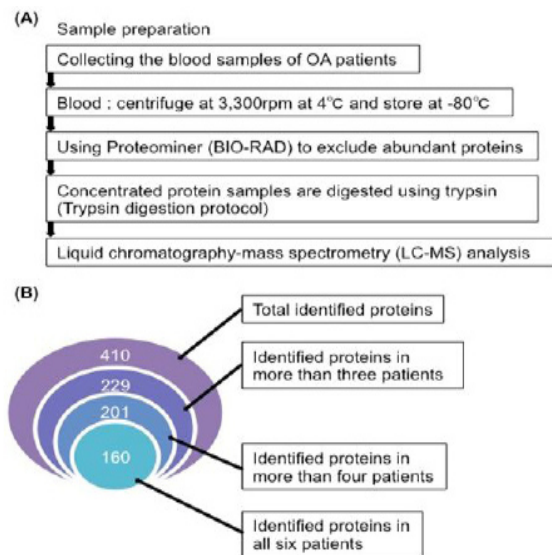 (A)
Sample preparation
Collecting the blood samples of OA patients
Blood : centrifuge at 3,300rpm at 4℃ and store at -80℃
Using Proteominer (BIO-RAD) to exclude abundant proteins
Concentrated protein samples are digested using trypsin
(Trypsin digestion protocol)
Liquid chromatography-mass spectrometry (LC-MS) analysis
(B)
Total identified proteins
410
Identified proteins in
more than three patients
229
201
160
Identified proteins in
more than four patients
Identified proteins in
all six patients